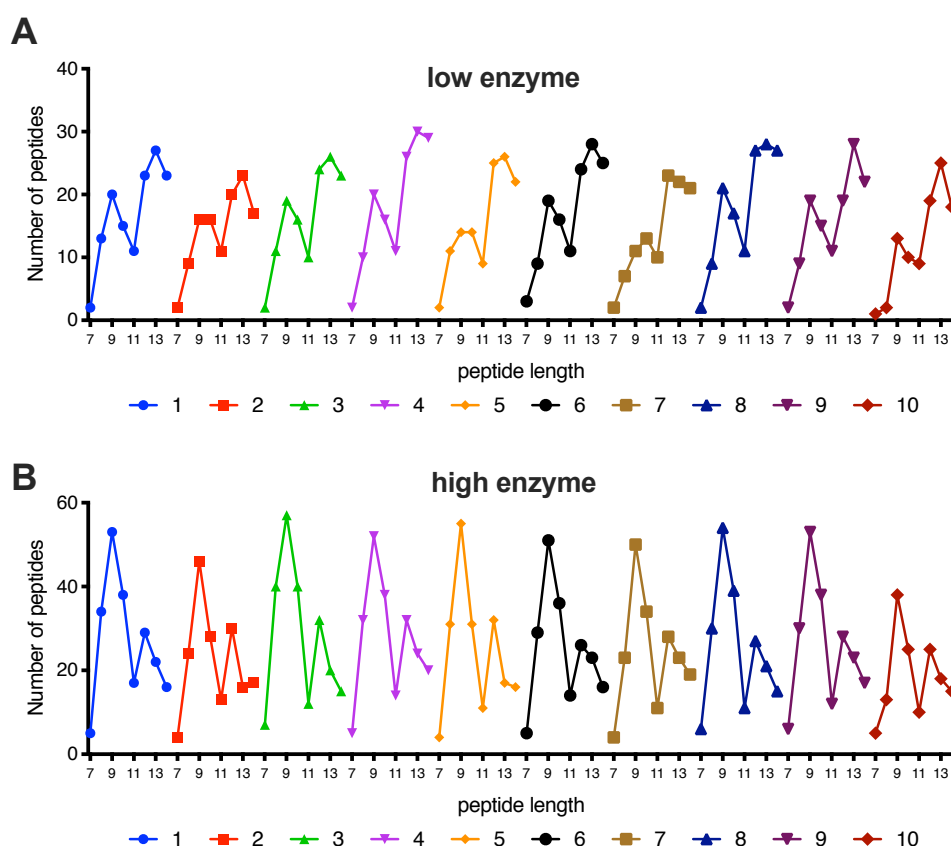 A
low enzyme
Number of peptides
40
30
20
10
0
7 9 11 13 7 9 11 13 7 9 11 13 7 9 11 13 7 9 11 13 7 9 11 13 7 9 11 13 7 9 11 13 7 9 11 13 7 9 11 13
peptide length
1 2 3 4 5 6 7 8 9 10
B
high enzyme
Number of peptides
60
40
20
0
7 9 11 13 7 9 11 13 7 9 11 13 7 9 11 13 7 9 11 13 7 9 11 13 7 9 11 13 7 9 11 13 7 9 11 13 7 9 11 13
peptide length
1 2 3 4 5 6 7 8 9 10